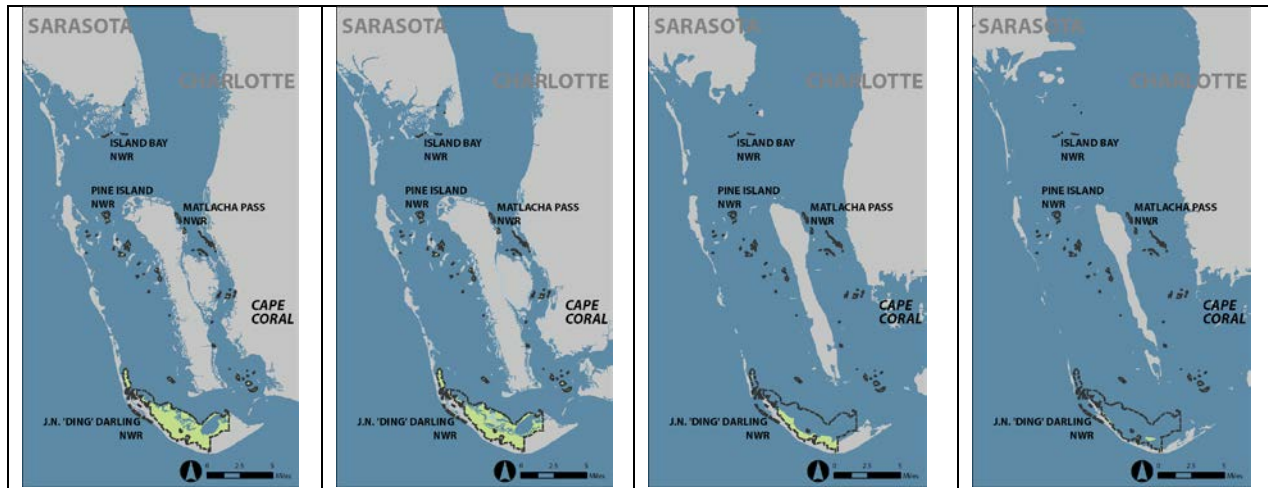 SARASOTA
CHARLOTTE
ISLAND BAY
NWR
PINE ISLAND
NWR
MATLACHA PASS
NWR
CAPE
CORAL
J.N. 'DING' DARLING
NWR
0 2.5 5
Miles
SARASOTA
CHARLOTTE
ISLAND BAY
NWR
PINE ISLAND
NWR
MATLACHA PASS
NWR
CAPE
CORAL
J.N. 'DING' DARLING
NWR
0 2.5 5
Miles
SARASOTA
CHARLOTTE
ISLAND BAY
NWR
PINE ISLAND
NWR
MATLACHA PASS
NWR
CAPE
CORAL
J.N. 'DING' DARLING
NWR
0 2.5 5
Miles
SARASOTA
CHARLOTTE
ISLAND BAY
NWR
PINE ISLAND
NWR
MATLACHA PASS
NWR
CAPE
CORAL
J.N. 'DING' DARLING
NWR
0 2.5 5
Miles